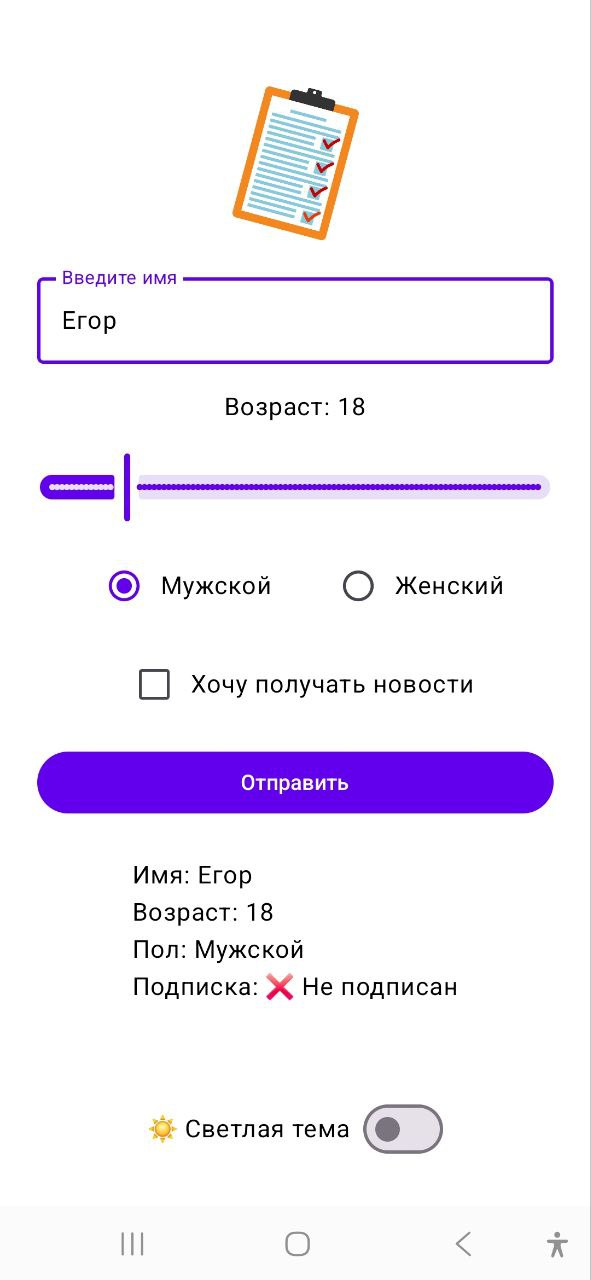 Введите имя
Егор
Возраст: 18
Мужской
Женский
Хочу получать новости
Отправить
Имя: Егор
Возраст: 18
Пол: Мужской
Подписка: ❌ Не подписан
☀️ Светлая тема